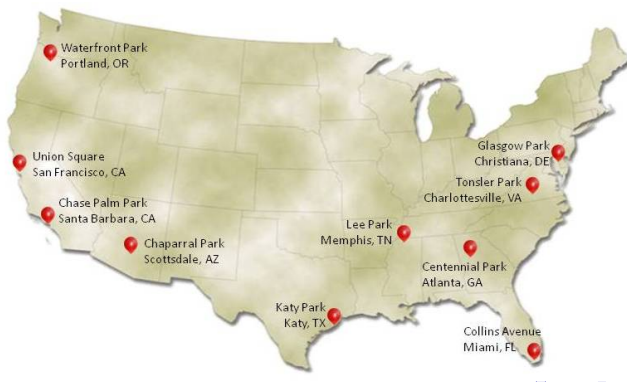 Waterfront Park
Portland, OR
Glasgow Park
Christiana, DE
Union Square
San Francisco, CA
Tonsler Park
Charlottesville, VA
Chase Palm Park
Santa Barbara, CA
Lee Park
Memphis, TN
Chaparral Park
Scottsdale, AZ
Centennial Park
Atlanta, GA
Katy Park
Katy, TX
Collins Avenue
Miami, FL